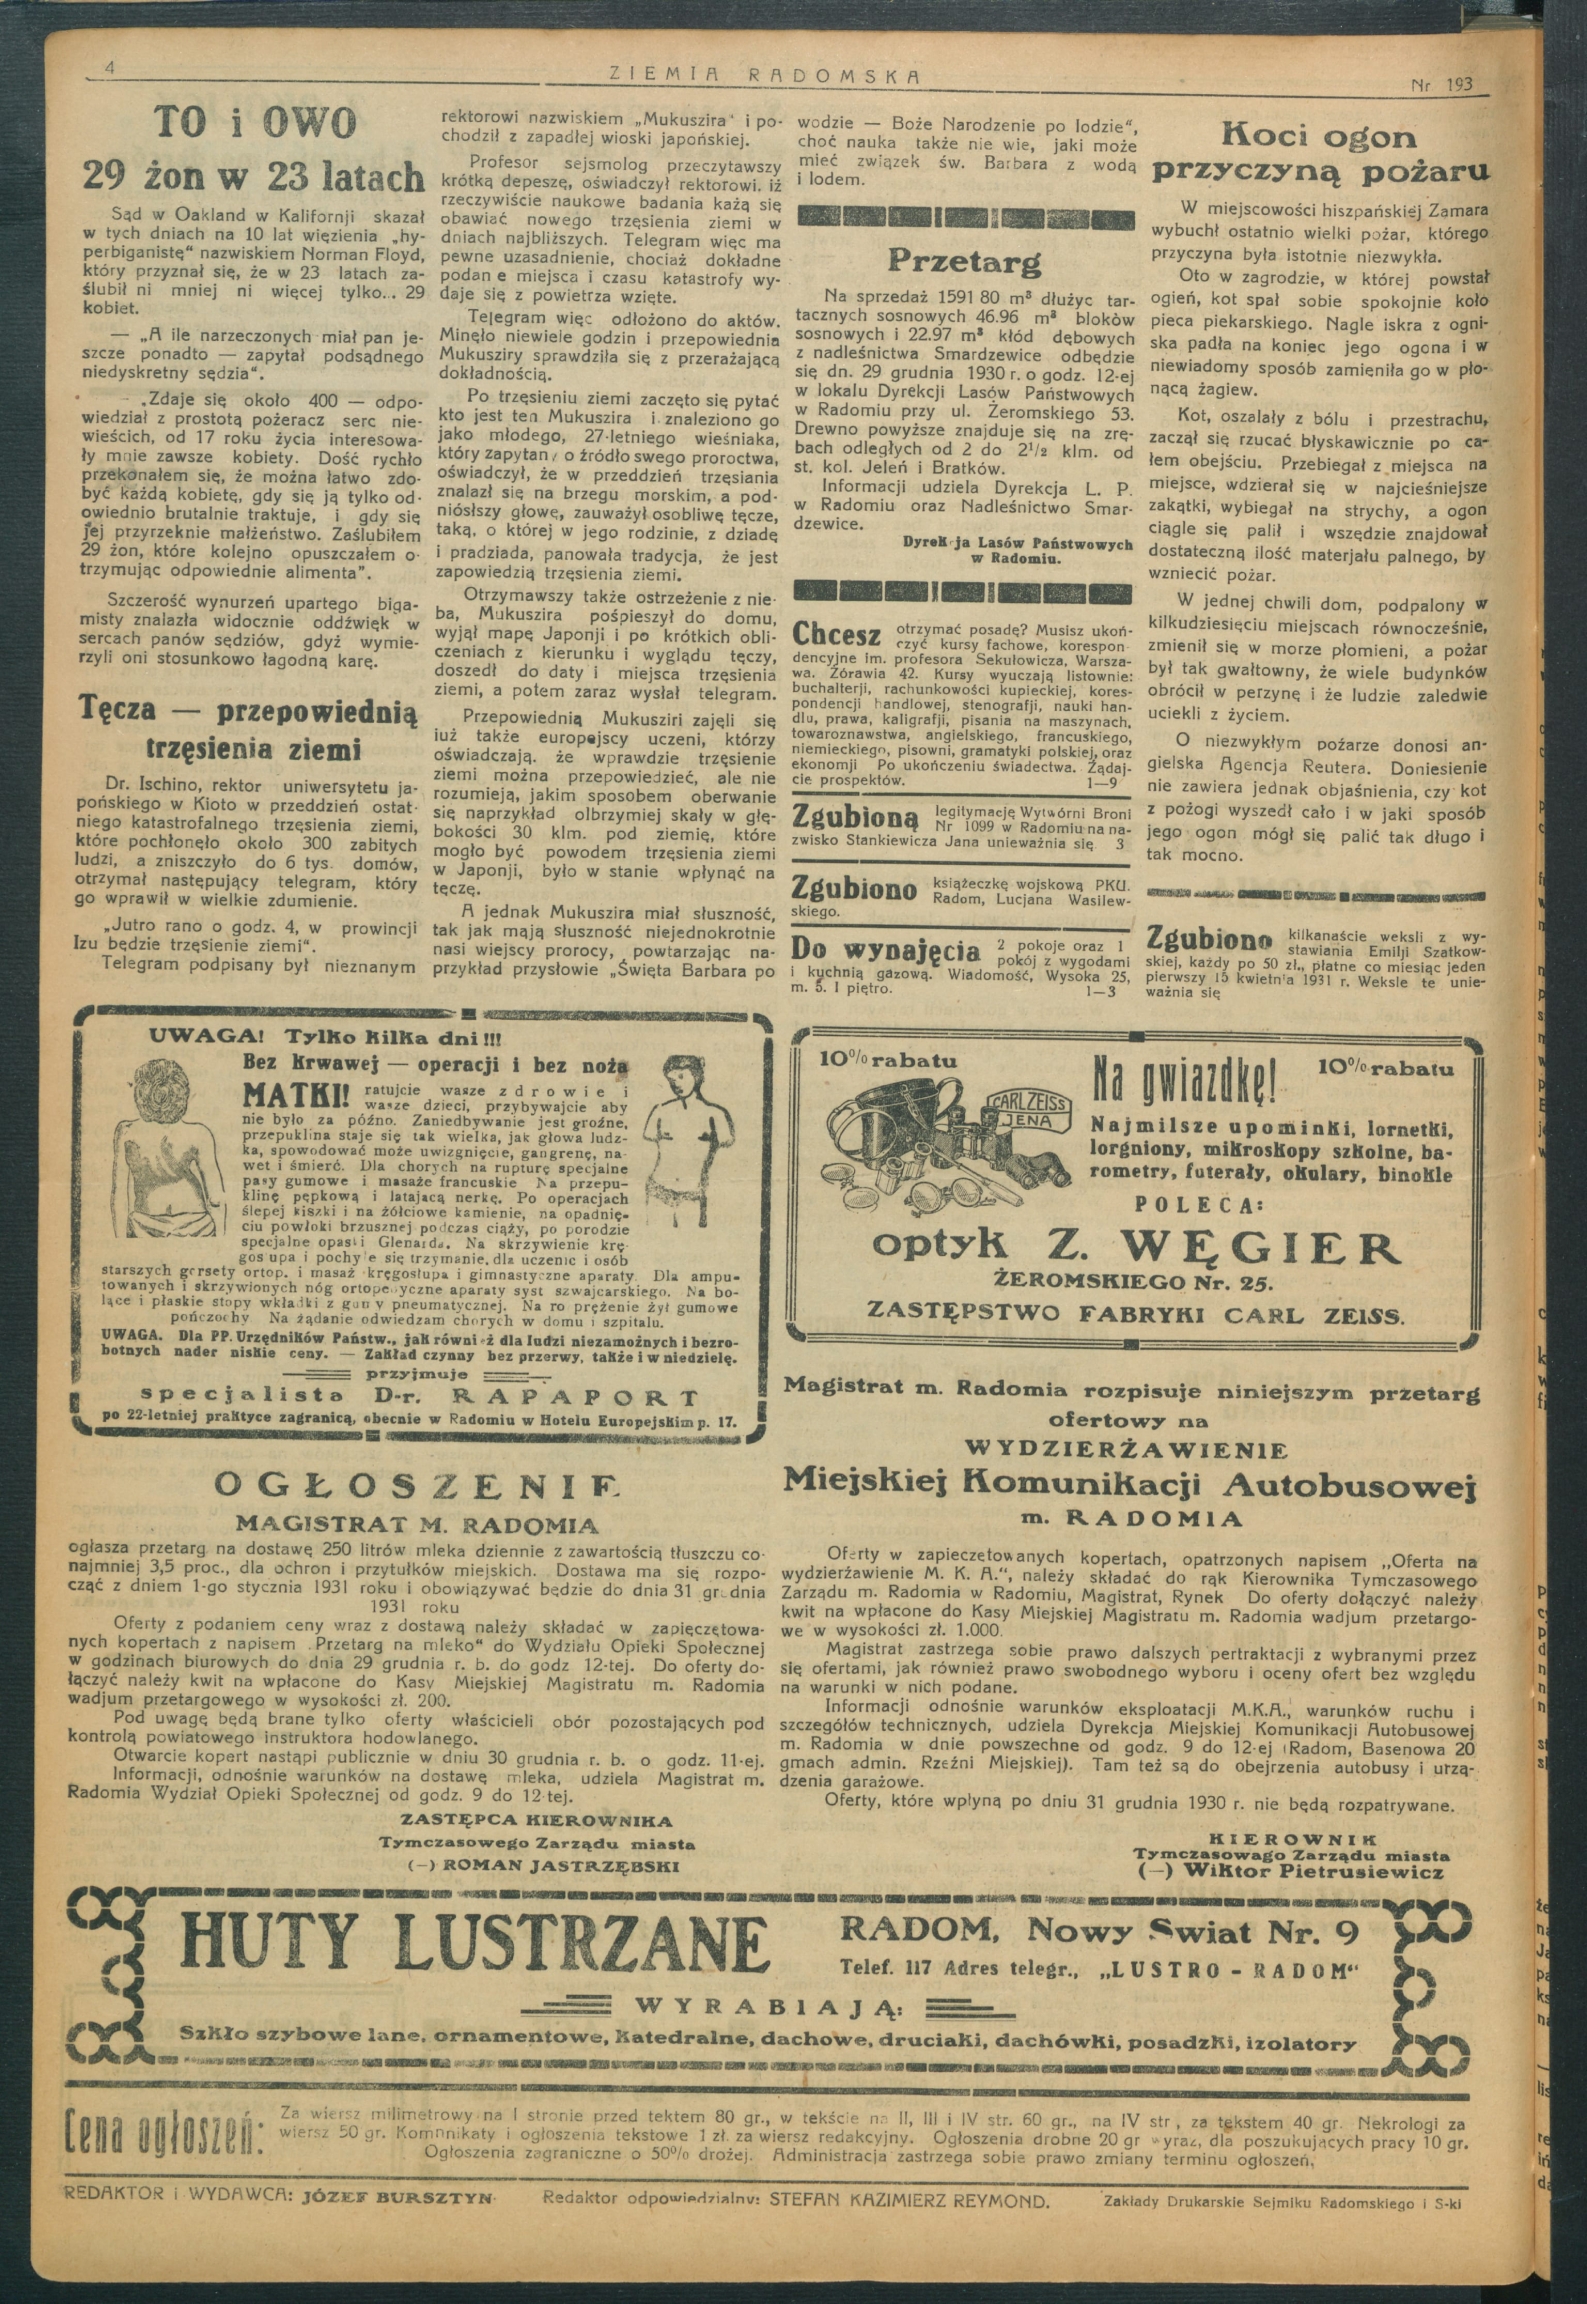 4
ZIEMIA RADOMSKA
Nr 193
TO i OWO
29 żon w 23 latach
Sąd w Oakland w Kalifornji skazał
w tych dniach na 10 lat więzienia „hy-
perbiganistę" nazwiskiem Norman Floyd,
który przyznał się, że w 23 latach za-
ślubił ni mniej ni więcej tylko... 29
kobiet.
— „A ile narzeczonych miał pan je-
szcze ponadto — zapytał podsądnego
niedyskretny sędzia".
„Zdaje się około 400 — odpo-
wiedział z prostotą pożeracz serc nie-
wieścich, od 17 roku życia interesowa-
ły mnie zawsze kobiety. Dość rychło
przekonałem się, że można łatwo zdo-
być każdą kobietę, gdy się ją tylko od-
owiednio brutalnie traktuje, i gdy się
jej przyrzeknie małżeństwo. Zaślubiłem
29 żon, które kolejno opuszczałem o-
trzymując odpowiednie alimenta".
Szczerość wynurzeń upartego biga-
misty znalazła widocznie oddźwięk w
sercach panów sędziów, gdyż wymie-
rzyli oni stosunkowo łagodną karę.
Tęcza — przepowiednią
trzęsienia ziemi
Dr. Ischino, rektor uniwersytetu ja-
pońskiego w Kioto w przeddzień ostat-
niego katastrofalnego trzęsienia ziemi,
które pochłonęło około 300 zabitych
ludzi, a zniszczyło do 6 tys. domów,
otrzymał następujący telegram, który
go wprawił w wielkie zdumienie.
„Jutro rano o godz. 4, w prowincji
Izu będzie trzęsienie ziemi".
Telegram podpisany był nieznanym
rektorowi nazwiskiem „Mukuszira" i po-
chodził z zapadłej wioski japońskiej.
Profesor sejsmolog przeczytawszy
krótką depeszę, oświadczył rektorowi. iż
rzeczywiście naukowe badania każą się
obawiać nowego trzęsienia ziemi w
dniach najbliższych. Telegram więc ma
pewne uzasadnienie, chociaż dokładne
podan e miejsca i czasu katastrofy wy-
daje się z powietrza wzięte.
Telegram więc odłożono do aktów.
Minęło niewiele godzin i przepowiednia
Mukusziry sprawdziła się z przerażającą
dokładnością.
Po trzęsieniu ziemi zaczęto się pytać
kto jest ten Mukuszira i znaleziono go
jako młodego, 27-letniego wieśniaka,
który zapytany o źródło swego proroctwa,
oświadczył, że w przeddzień trzęsiania
znalazł się na brzegu morskim, a pod-
niósłszy głowę, zauważył osobliwę tęcze,
taką, o której w jego rodzinie, z dziadę
i pradziada, panowała tradycja, że jest
zapowiedzią trzęsienia ziemi.
Otrzymawszy także ostrzeżenie z nie-
ba, Mukuszira pośpieszył do domu,
wyjął mapę Japonji i po krótkich obli-
czeniach z kierunku i wyglądu tęczy,
doszedł do daty i miejsca trzęsienia
ziemi, a potem zaraz wysłał telegram.
Przepowiednią Mukusziri zajęli się
iuż także europejscy uczeni, którzy
oświadczają. że wprawdzie trzęsienie
ziemi można przepowiedzieć, ale nie
rozumieją, jakim sposobem oberwanie
się naprzykład olbrzymiej skały w głę-
bokości 30 klm. pod ziemię, które
mogło być powodem trzęsienia ziemi
w Japonji, było w stanie wpłynąć na
tęczę.
A jednak Mukuszira miał słuszność,
tak jak mają słuszność niejednokrotnie
nasi wiejscy prorocy, powtarzając na-
przykład przysłowie „Święta Barbara po
wodzie — Boże Narodzenie po lodzie",
choć nauka także nie wie, jaki może
mieć związek św. Barbara z wodą
i lodem.
Przetarg
Na sprzedaż 1591 80 m³ dłużyc tar-
tacznych sosnowych 46.96 m³ bloków
sosnowych i 22.97 m³ kłód dębowych
z nadleśnictwa Smardzewice odbędzie
się dn. 29 grudnia 1930 r. o godz. 12-ej
w lokalu Dyrekcji Lasów Państwowych
w Radomiu przy ul. Żeromskiego 53.
Drewno powyższe znajduje się na zrę-
bach odległych od 2 do 2½ klm. od
st. kol. Jeleń i Bratków.
Informacji udziela Dyrekcja L. P.
w Radomiu oraz Nadleśnictwo Smar-
dzewice.
Dyrekcja Lasów Państwowych
w Radomiu.
Chcesz otrzymać posadę? Musisz ukoń-
czyć kursy fachowe, korespon-
dencyjne im. profesora Sekułowicza, Warsza-
wa. Żórawia 42. Kursy wyuczają listownie:
buchalterji, rachunkowości kupieckiej, kores-
pondencji handlowej, stenografji, nauki han-
dlu, prawa, kaligrafji, pisania na maszynach,
towaroznawstwa, angielskiego, francuskiego,
niemieckiego, pisowni, gramatyki polskiej, oraz
ekonomji Po ukończeniu świadectwa. Żądaj-
cie prospektów. 1—9
Zgubioną legitymację Wytwórni Broni
Nr 1099 w Radomiu na na-
zwisko Stankiewicza Jana unieważnia się 3
Zgubiono książeczkę wojskową PKU.
Radom, Lucjana Wasilew-
skiego.
Do wynajęcia 2 pokoje oraz 1
pokój z wygodami
i kuchnią gazową. Wiadomość, Wysoka 25,
m. 5. I piętro. 1—3
Koci ogon
przyczyną pożaru
W miejscowości hiszpańskiej Zamara
wybuchł ostatnio wielki pożar, którego
przyczyna była istotnie niezwykła.
Oto w zagrodzie, w której powstał
ogień, kot spał sobie spokojnie koło
pieca piekarskiego. Nagle iskra z ogni-
ska padła na koniec jego ogona i w
niewiadomy sposób zamieniła go w pło-
nącą żagiew.
Kot, oszalały z bólu i przestrachu,
zaczął się rzucać błyskawicznie po ca-
łem obejściu. Przebiegał z miejsca na
miejsce, wdzierał się w najcieśniejsze
zakątki, wybiegał na strychy, a ogon
ciągle się palił i wszędzie znajdował
dostateczną ilość materjału palnego, by
wzniecić pożar.
W jednej chwili dom, podpalony w
kilkudziesięciu miejscach równocześnie,
zmienił się w morze płomieni, a pożar
był tak gwałtowny, że wiele budynków
obrócił w perzynę i że ludzie zaledwie
uciekli z życiem.
O niezwykłym pożarze donosi an-
gielska Agencja Reutera. Doniesienie
nie zawiera jednak objaśnienia, czy kot
z pożogi wyszedł cało i w jaki sposób
jego ogon mógł się palić tak długo i
tak mocno.
Zgubiono kilkanaście weksli z wy-
stawiania Emilji Szatkow-
skiej, każdy po 50 zł., płatne co miesiąc jeden
pierwszy 15 kwietnia 1931 r. Weksle te unie-
ważnia się
UWAGA! Tylko kilka dni!!!
Bez krwawej — operacji i bez noża
MATKI! ratujcie wasze zdrowie i
wasze dzieci, przybywajcie aby
nie było za późno. Zaniedbywanie jest groźne,
przepuklina staje się tak wielka, jak głowa ludz-
ka, spowodować może uwizgnięcie, gangrenę, na-
wet i śmierć. Dla chorych na rupturę specjalne
pasy gumowe i masaże francuskie Na przepu-
klinę pępkową i latającą nerkę. Po operacjach
ślepej kiszki i na żółciowe kamienie, na opadnię-
ciu powłoki brzusznej podczas ciąży, po porodzie
specjalne opaski Glenarda. Na skrzywienie krę-
gosłupa i pochyłe się trzymanie, dla uczenic i osób
starszych gorsety ortop. i masaż kręgosłupa i gimnastyczne aparaty. Dla ampu-
towanych i skrzywionych nóg ortopedyczne aparaty syst szwajcarskiego. Na bo-
lące i płaskie stopy wkładki z gumy pneumatycznej. Na ro prężenie żył gumowe
pończochy Na żądanie odwiedzam chorych w domu i szpitalu.
UWAGA. Dla PP. Urzędników Państw., jak również dla ludzi niezamożnych i bezro-
botnych nader niskie ceny. — Zakład czynny bez przerwy, także i w niedzielę.
przyjmuje
specjalista D-r. RAPAPORT
po 22-letniej praktyce zagranicą, obecnie w Radomiu w Hotelu Europejskim p. 17.
10% rabatu
Na gwiazdkę!
10% rabatu
CARL ZEISS
JENA
Najmilsze upominki, lornetki,
lorgniony, mikroskopy szkolne, ba-
rometry, futerały, okulary, binokle
POLECA:
optyk Z. WĘGIER
ŻEROMSKIEGO Nr. 25.
ZASTĘPSTWO FABRYKI CARL ZEISS.
OGŁOSZENIE
MAGISTRAT M. RADOMIA
ogłasza przetarg na dostawę 250 litrów mleka dziennie z zawartością tłuszczu co-
najmniej 3,5 proc., dla ochron i przytułków miejskich. Dostawa ma się rozpo-
cząć z dniem 1-go stycznia 1931 roku i obowiązywać będzie do dnia 31 grudnia
1931 roku
Oferty z podaniem ceny wraz z dostawą należy składać w zapięczętowa-
nych kopertach z napisem „Przetarg na mleko" do Wydziału Opieki Społecznej
w godzinach biurowych do dnia 29 grudnia r. b. do godz 12-tej. Do oferty do-
łączyć należy kwit na wpłacone do Kasy Miejskiej Magistratu m. Radomia
wadjum przetargowego w wysokości zł. 200.
Pod uwagę będą brane tylko oferty właścicieli obór pozostających pod
kontrolą powiatowego instruktora hodowlanego.
Otwarcie kopert nastąpi publicznie w dniu 30 grudnia r. b. o godz. 11-ej.
Informacji, odnośnie warunków na dostawę mleka, udziela Magistrat m.
Radomia Wydział Opieki Społecznej od godz. 9 do 12 tej.
ZASTĘPCA KIEROWNIKA
Tymczasowego Zarządu miasta
(—) ROMAN JASTRZĘBSKI
Magistrat m. Radomia rozpisuje niniejszym przetarg
ofertowy na
WYDZIERŻAWIENIE
Miejskiej Komunikacji Autobusowej
m. RADOMIA
Oferty w zapieczętowanych kopertach, opatrzonych napisem „Oferta na
wydzierżawienie M. K. A.", należy składać do rąk Kierownika Tymczasowego
Zarządu m. Radomia w Radomiu, Magistrat, Rynek Do oferty dołączyć należy
kwit na wpłacone do Kasy Miejskiej Magistratu m. Radomia wadjum przetargo-
we w wysokości zł. 1.000.
Magistrat zastrzega sobie prawo dalszych pertraktacji z wybranymi przez
się ofertami, jak również prawo swobodnego wyboru i oceny ofert bez względu
na warunki w nich podane.
Informacji odnośnie warunków eksploatacji M.K.A., warunków ruchu i
szczegółów technicznych, udziela Dyrekcja Miejskiej Komunikacji Autobusowej
m. Radomia w dnie powszechne od godz. 9 do 12-ej (Radom, Basenowa 20
gmach admin. Rzeźni Miejskiej). Tam też są do obejrzenia autobusy i urzą-
dzenia garażowe.
Oferty, które wpłyną po dniu 31 grudnia 1930 r. nie będą rozpatrywane.
KIEROWNIK
Tymczasowago Zarządu miasta
(—) Wiktor Pietrusiewicz
HUTY LUSTRZANE
RADOM, Nowy Swiat Nr. 9
Telef. 117 Adres telegr., „LUSTRO - RADOM"
WYRABIAJĄ:
Szkło szybowe lane, ornamentowe, katedralne, dachowe, druciaki, dachówki, posadzki, izolatory
Cena ogłoszeń:
Za wiersz milimetrowy na I stronie przed tektem 80 gr., w tekście na II, III i IV str. 60 gr., na IV str, za tekstem 40 gr. Nekrologi za
wiersz 50 gr. Komnnikaty i ogłoszenia tekstowe 1 zł. za wiersz redakcyjny. Ogłoszenia drobne 20 gr wyraz, dla poszukujących pracy 10 gr.
Ogłoszenia zagraniczne o 50% drożej. Administracja zastrzega sobie prawo zmiany terminu ogłoszeń.
REDAKTOR i WYDAWCA: JÓZEF BURSZTYN
Redaktor odpowiedzialny: STEFAN KAZIMIERZ REYMOND.
Zakłady Drukarskie Sejmiku Radomskiego i S-ki